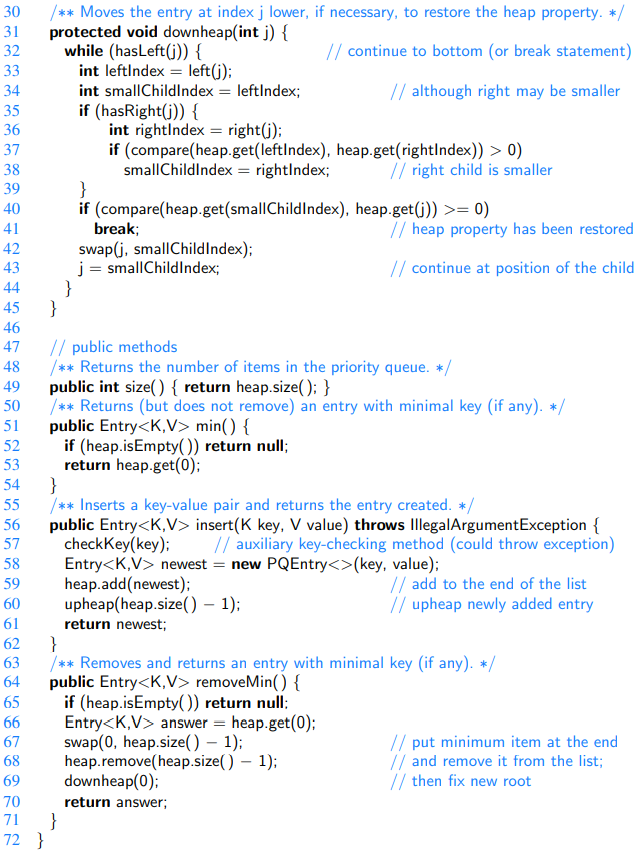 30 /** Moves the entry at index j lower, if necessary, to restore the heap property. */
31 protected void downheap(int j) {
32 while (hasLeft(j)) { // continue to bottom (or break statement)
33 int leftIndex = left(j);
34 int smallChildIndex = leftIndex; // although right may be smaller
35 if (hasRight(j)) {
36 int rightIndex = right(j);
37 if (compare(heap.get(leftIndex), heap.get(rightIndex)) > 0)
38 smallChildIndex = rightIndex; // right child is smaller
39 }
40 if (compare(heap.get(smallChildIndex), heap.get(j)) >= 0)
41 break; // heap property has been restored
42 swap(j, smallChildIndex);
43 j = smallChildIndex; // continue at position of the child
44 }
45 }
46
47 // public methods
48 /** Returns the number of items in the priority queue. */
49 public int size() { return heap.size(); }
50 /** Returns (but does not remove) an entry with minimal key (if any). */
51 public Entry<K,V> min() {
52 if (heap.isEmpty()) return null;
53 return heap.get(0);
54 }
55 /** Inserts a key-value pair and returns the entry created. */
56 public Entry<K,V> insert(K key, V value) throws IllegalArgumentException {
57 checkKey(key); // auxiliary key-checking method (could throw exception)
58 Entry<K,V> newest = new PQEntry<>(key, value);
59 heap.add(newest); // add to the end of the list
60 upheap(heap.size() − 1); // upheap newly added entry
61 return newest;
62 }
63 /** Removes and returns an entry with minimal key (if any). */
64 public Entry<K,V> removeMin() {
65 if (heap.isEmpty()) return null;
66 Entry<K,V> answer = heap.get(0);
67 swap(0, heap.size() − 1); // put minimum item at the end
68 heap.remove(heap.size() − 1); // and remove it from the list;
69 downheap(0); // then fix new root
70 return answer;
71 }
72 }